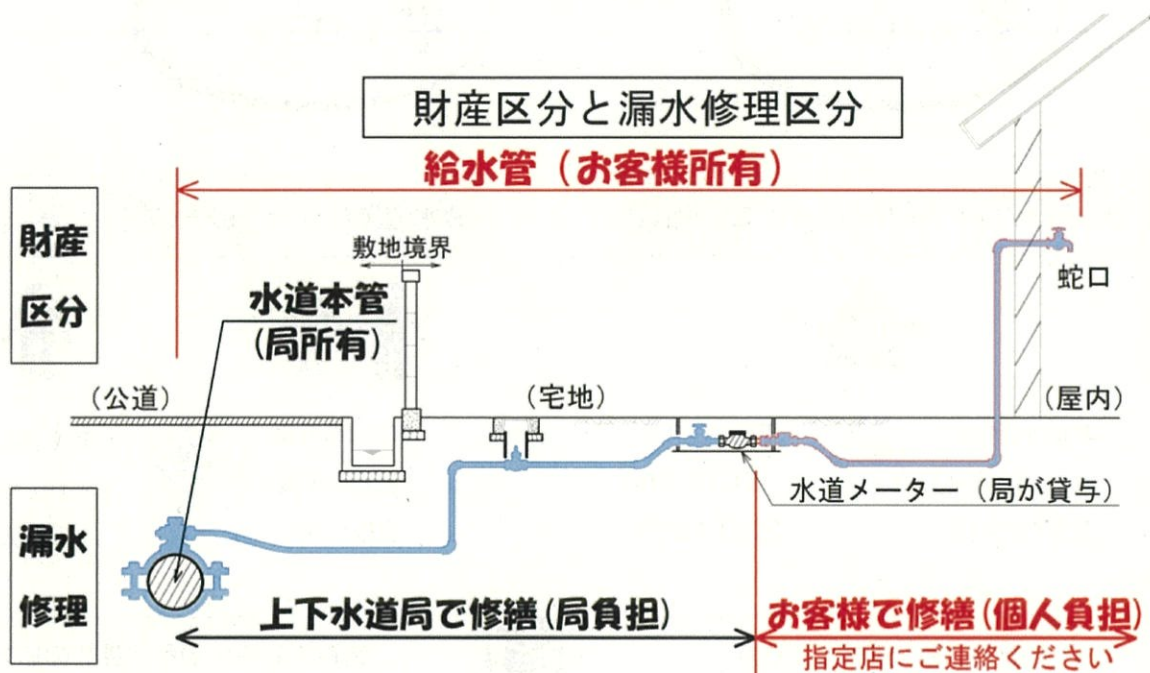 財産区分と漏水修理区分
給水管（お客様所有）
財産
区分
敷地境界
水道本管
(局所有)
蛇口
（公道）
（宅地）
（屋内）
水道メーター（局が貸与）
漏水
修理
上下水道局で修繕(局負担)
お客様で修繕(個人負担)
指定店にご連絡ください